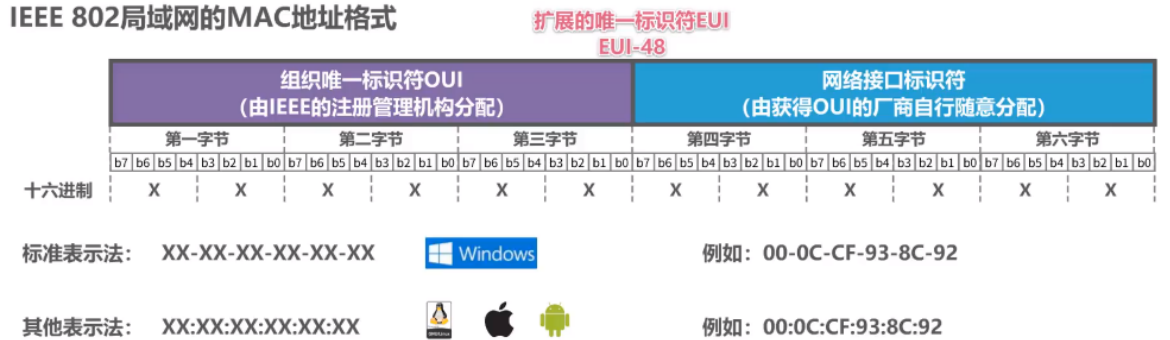 IEEE 802局域网的MAC地址格式
扩展的唯一标识符EUI
EUI-48
组织唯一标识符OUI
（由IEEE的注册管理机构分配）
网络接口标识符
（由获得OUI的厂商自行随意分配）
第一字节 第二字节 第三字节 第四字节 第五字节 第六字节
b7 b6 b5 b4 b3 b2 b1 b0 b7 b6 b5 b4 b3 b2 b1 b0 b7 b6 b5 b4 b3 b2 b1 b0 b7 b6 b5 b4 b3 b2 b1 b0 b7 b6 b5 b4 b3 b2 b1 b0 b7 b6 b5 b4 b3 b2 b1 b0
十六进制 X X X X X X X X X X X X
标准表示法： XX-XX-XX-XX-XX-XX Windows 例如：00-0C-CF-93-8C-92
其他表示法： XX:XX:XX:XX:XX:XX 例如：00:0C:CF:93:8C:92